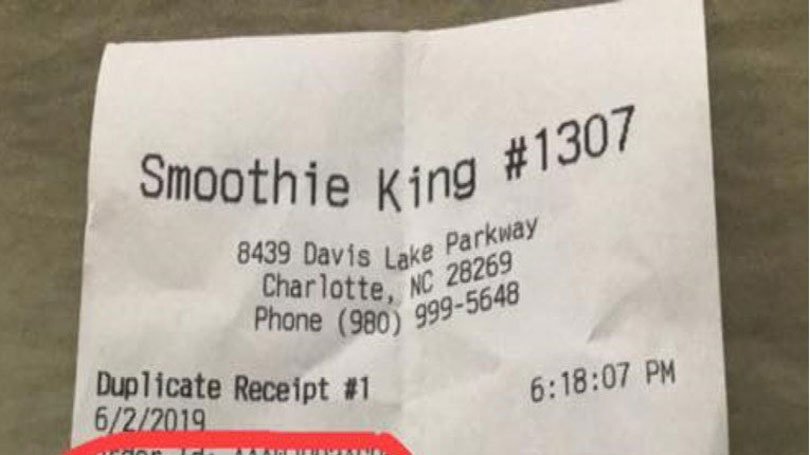 Smoothie King #1307
8439 Davis Lake Parkway
Charlotte, NC 28269
Phone (980) 999-5648
Duplicate Receipt #1 6:18:07 PM
6/2/2019